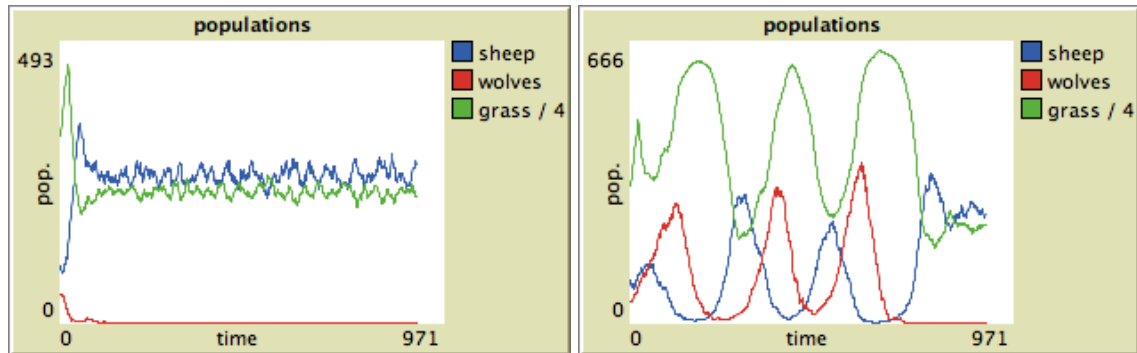 populations
493
pop.
0
0 time 971
sheep
wolves
grass / 4
populations
666
pop.
0
0 time 971
sheep
wolves
grass / 4